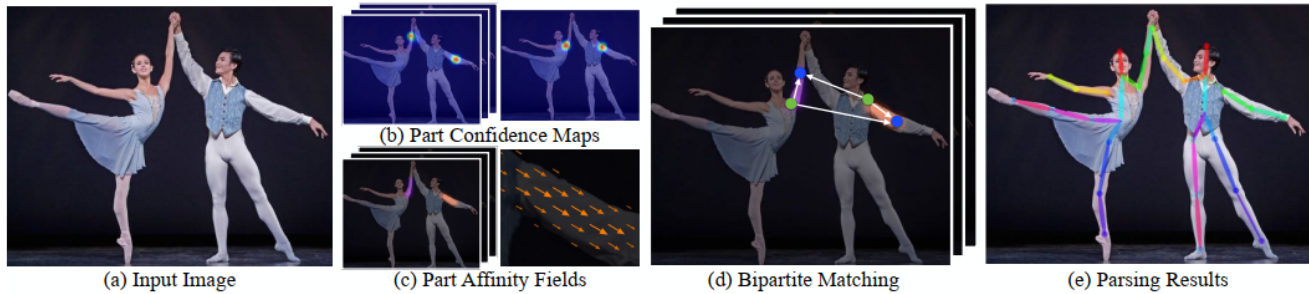 (a) Input Image
(b) Part Confidence Maps
(c) Part Affinity Fields
(d) Bipartite Matching
(e) Parsing Results